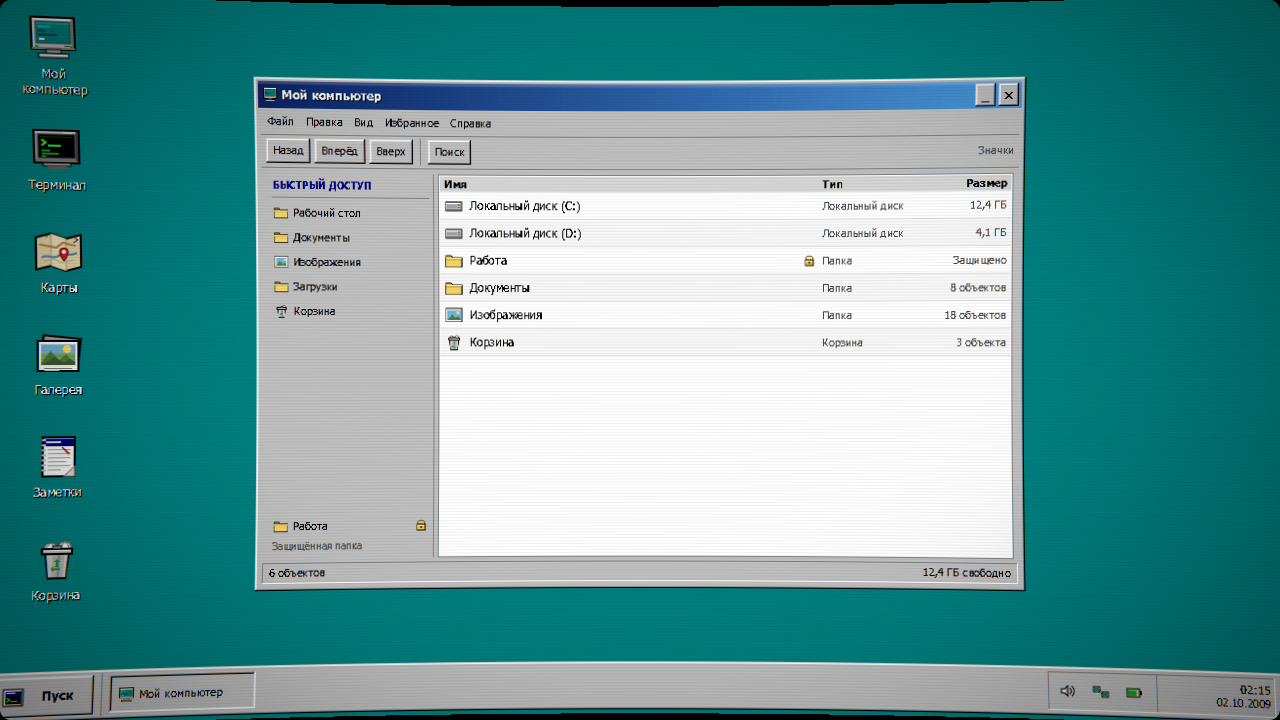 Мой компьютер
Файл Правка Вид Избранное Справка
Назад Вперёд Вверх Поиск Значки
БЫСТРЫЙ ДОСТУП
Рабочий стол
Документы
Изображения
Загрузки
Корзина
Работа
Защищённая папка
Имя Тип Размер
Локальный диск (C:) Локальный диск 12,4 ГБ
Локальный диск (D:) Локальный диск 4,1 ГБ
Работа Папка Защищено
Документы Папка 8 объектов
Изображения Папка 18 объектов
Корзина Корзина 3 объекта
6 объектов 12,4 ГБ свободно
Мой
компьютер
Терминал
Карты
Галерея
Заметки
Корзина
Пуск Мой компьютер 02:15
02.10.2009